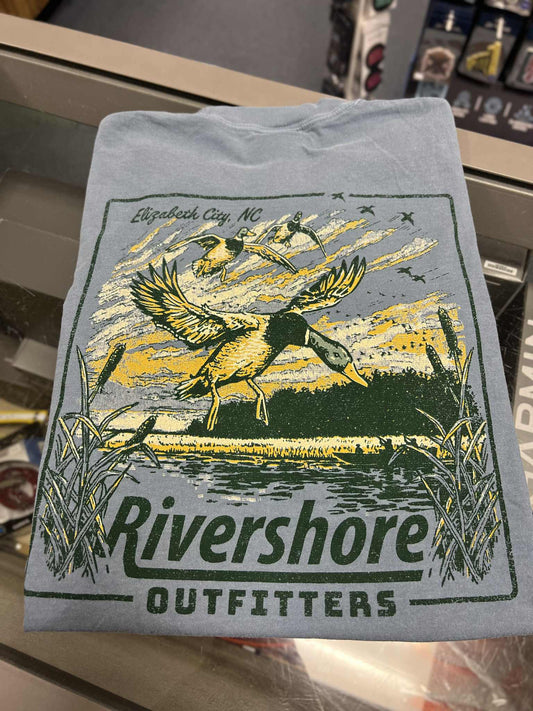 Elizabeth City, NC
Rivershore
OUTFITTERS